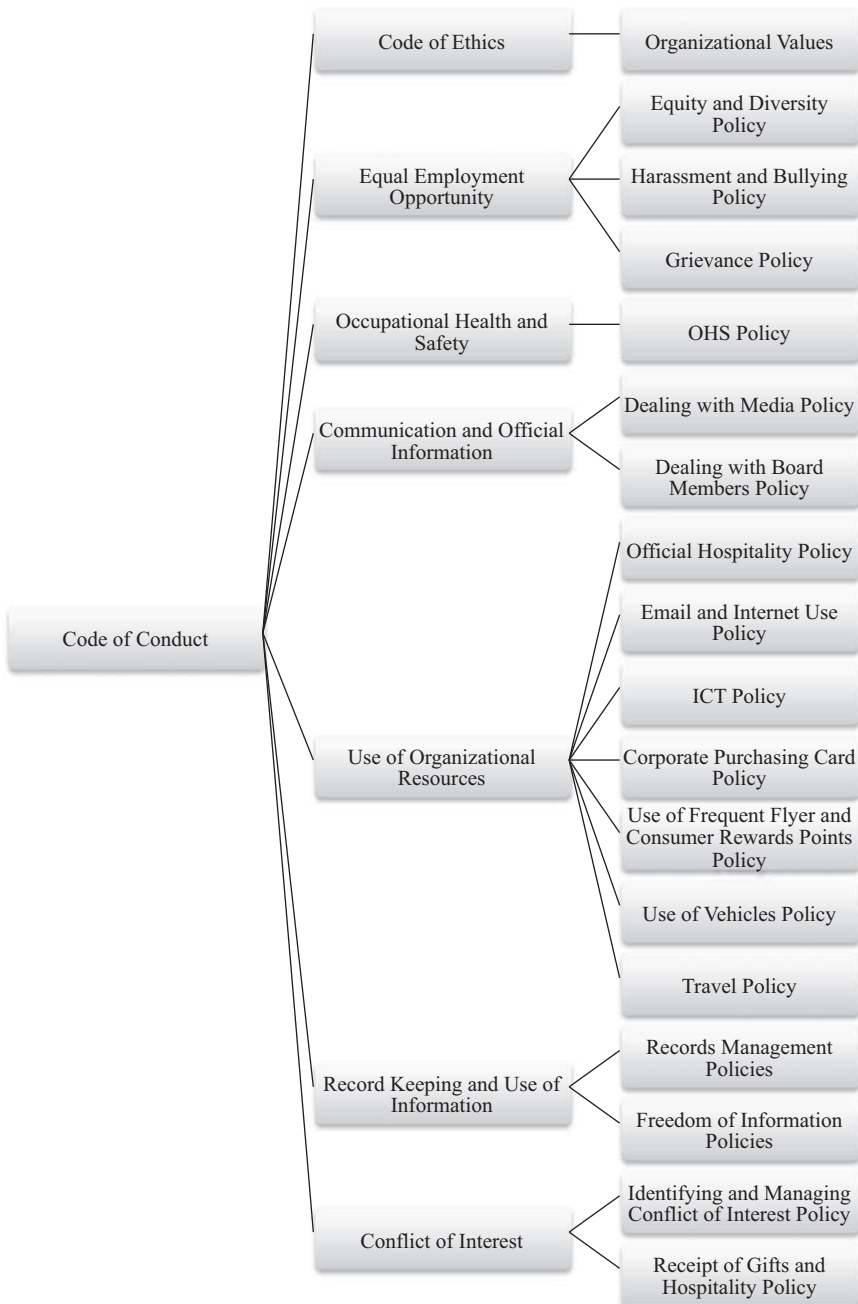 Code of Ethics
Organizational Values
Equity and Diversity
Policy
Equal Employment
Opportunity
Harassment and Bullying
Policy
Grievance Policy
Occupational Health and
Safety
OHS Policy
Communication and Official
Information
Dealing with Media Policy
Dealing with Board
Members Policy
Official Hospitality Policy
Email and Internet Use
Policy
Code of Conduct
ICT Policy
Use of Organizational
Resources
Corporate Purchasing Card
Policy
Use of Frequent Flyer and
Consumer Rewards Points
Policy
Use of Vehicles Policy
Travel Policy
Record Keeping and Use of
Information
Records Management
Policies
Freedom of Information
Policies
Conflict of Interest
Identifying and Managing
Conflict of Interest Policy
Receipt of Gifts and
Hospitality Policy